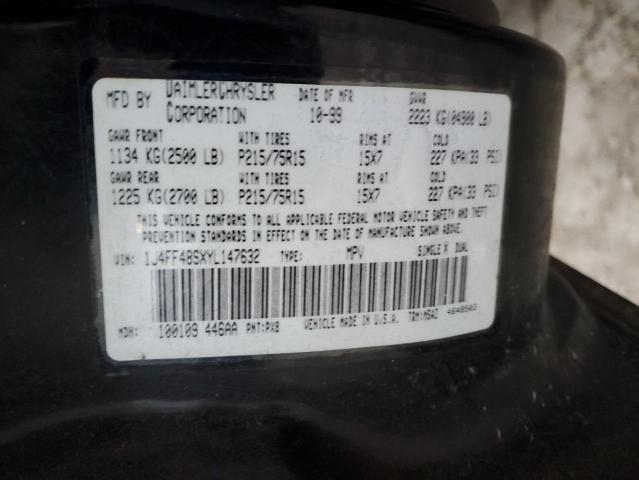 MFD BY DAIMLERCHRYSLER CORPORATION DATE OF MFR 10-99 GVWR 2223 KG(04900 LB)
GAWR FRONT WITH TIRES RIMS AT COLD
1134 KG(2500 LB) P215/75R15 15X7 227 KPA(33 PSI)
GAWR REAR WITH TIRES RIMS AT COLD
1225 KG(2700 LB) P215/75R15 15X7 227 KPA(33 PSI)
THIS VEHICLE CONFORMS TO ALL APPLICABLE FEDERAL MOTOR VEHICLE SAFETY AND THEFT
PREVENTION STANDARDS IN EFFECT ON THE DATE OF MANUFACTURE SHOWN ABOVE.
VIN: 1J4FF48SXYL147632 TYPE: MPV SINGLE X DUAL
MDH: 100109 446AA PNT:PX8 VEHICLE MADE IN U.S.A. TRM:MSAZ 4648503